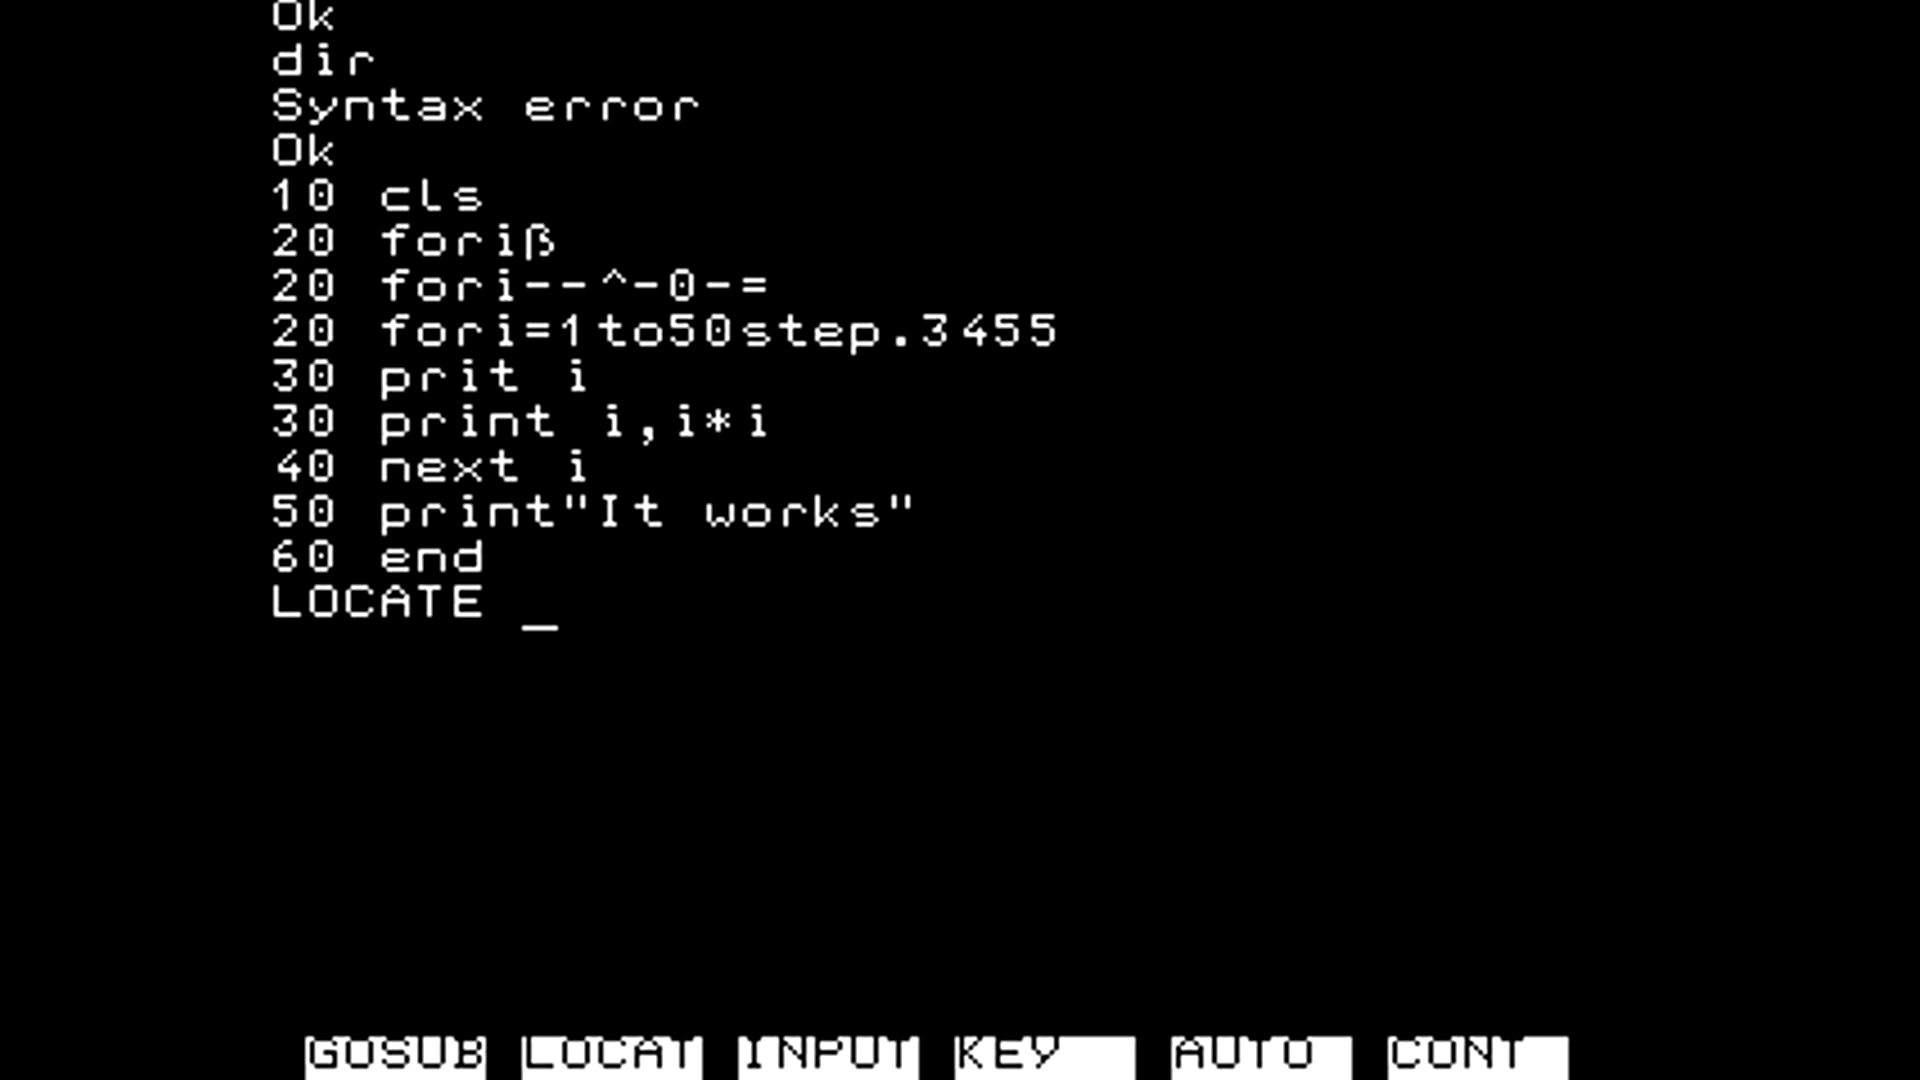 Ok
dir
Syntax error
Ok
10 cls
20 foriß
20 fori--^-0-=
20 fori=1to50step.3455
30 prit i
30 print i,i*i
40 next i
50 print"It works"
60 end
LOCATE _
GOSUB LOCAT INPUT KEY AUTO CONT